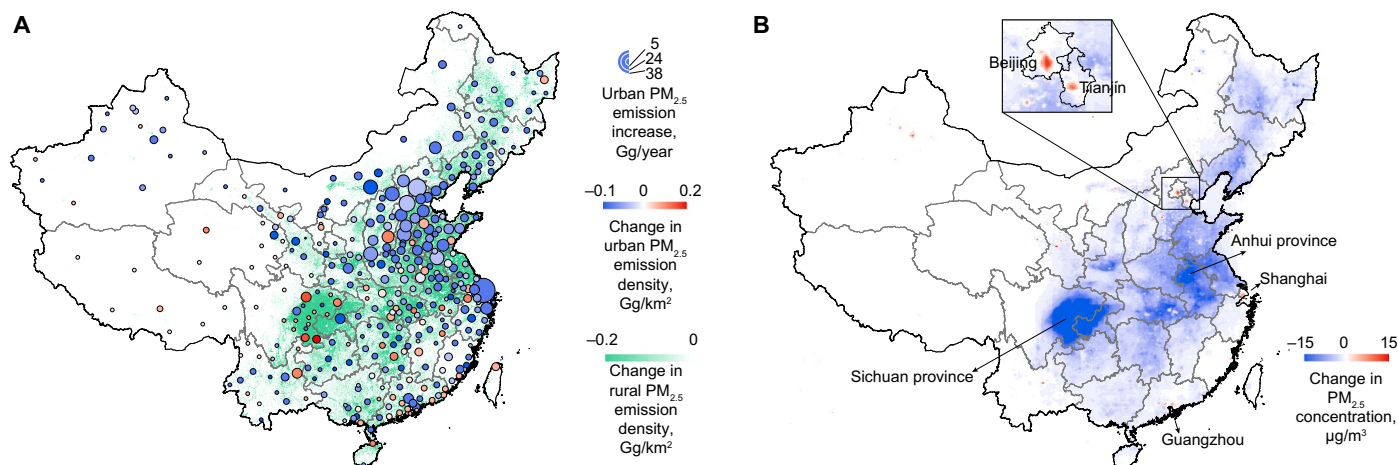 A
5
24
38
Urban PM2.5
emission
increase,
Gg/year
–0.1 0 0.2
Change in
urban PM2.5
emission
density,
Gg/km2
–0.2 0
Change in
rural PM2.5
emission
density,
Gg/km2
B
Beijing
Tianjin
Anhui province
Shanghai
Sichuan province
Guangzhou
–15 0 15
Change in
PM2.5
concentration,
μg/m3